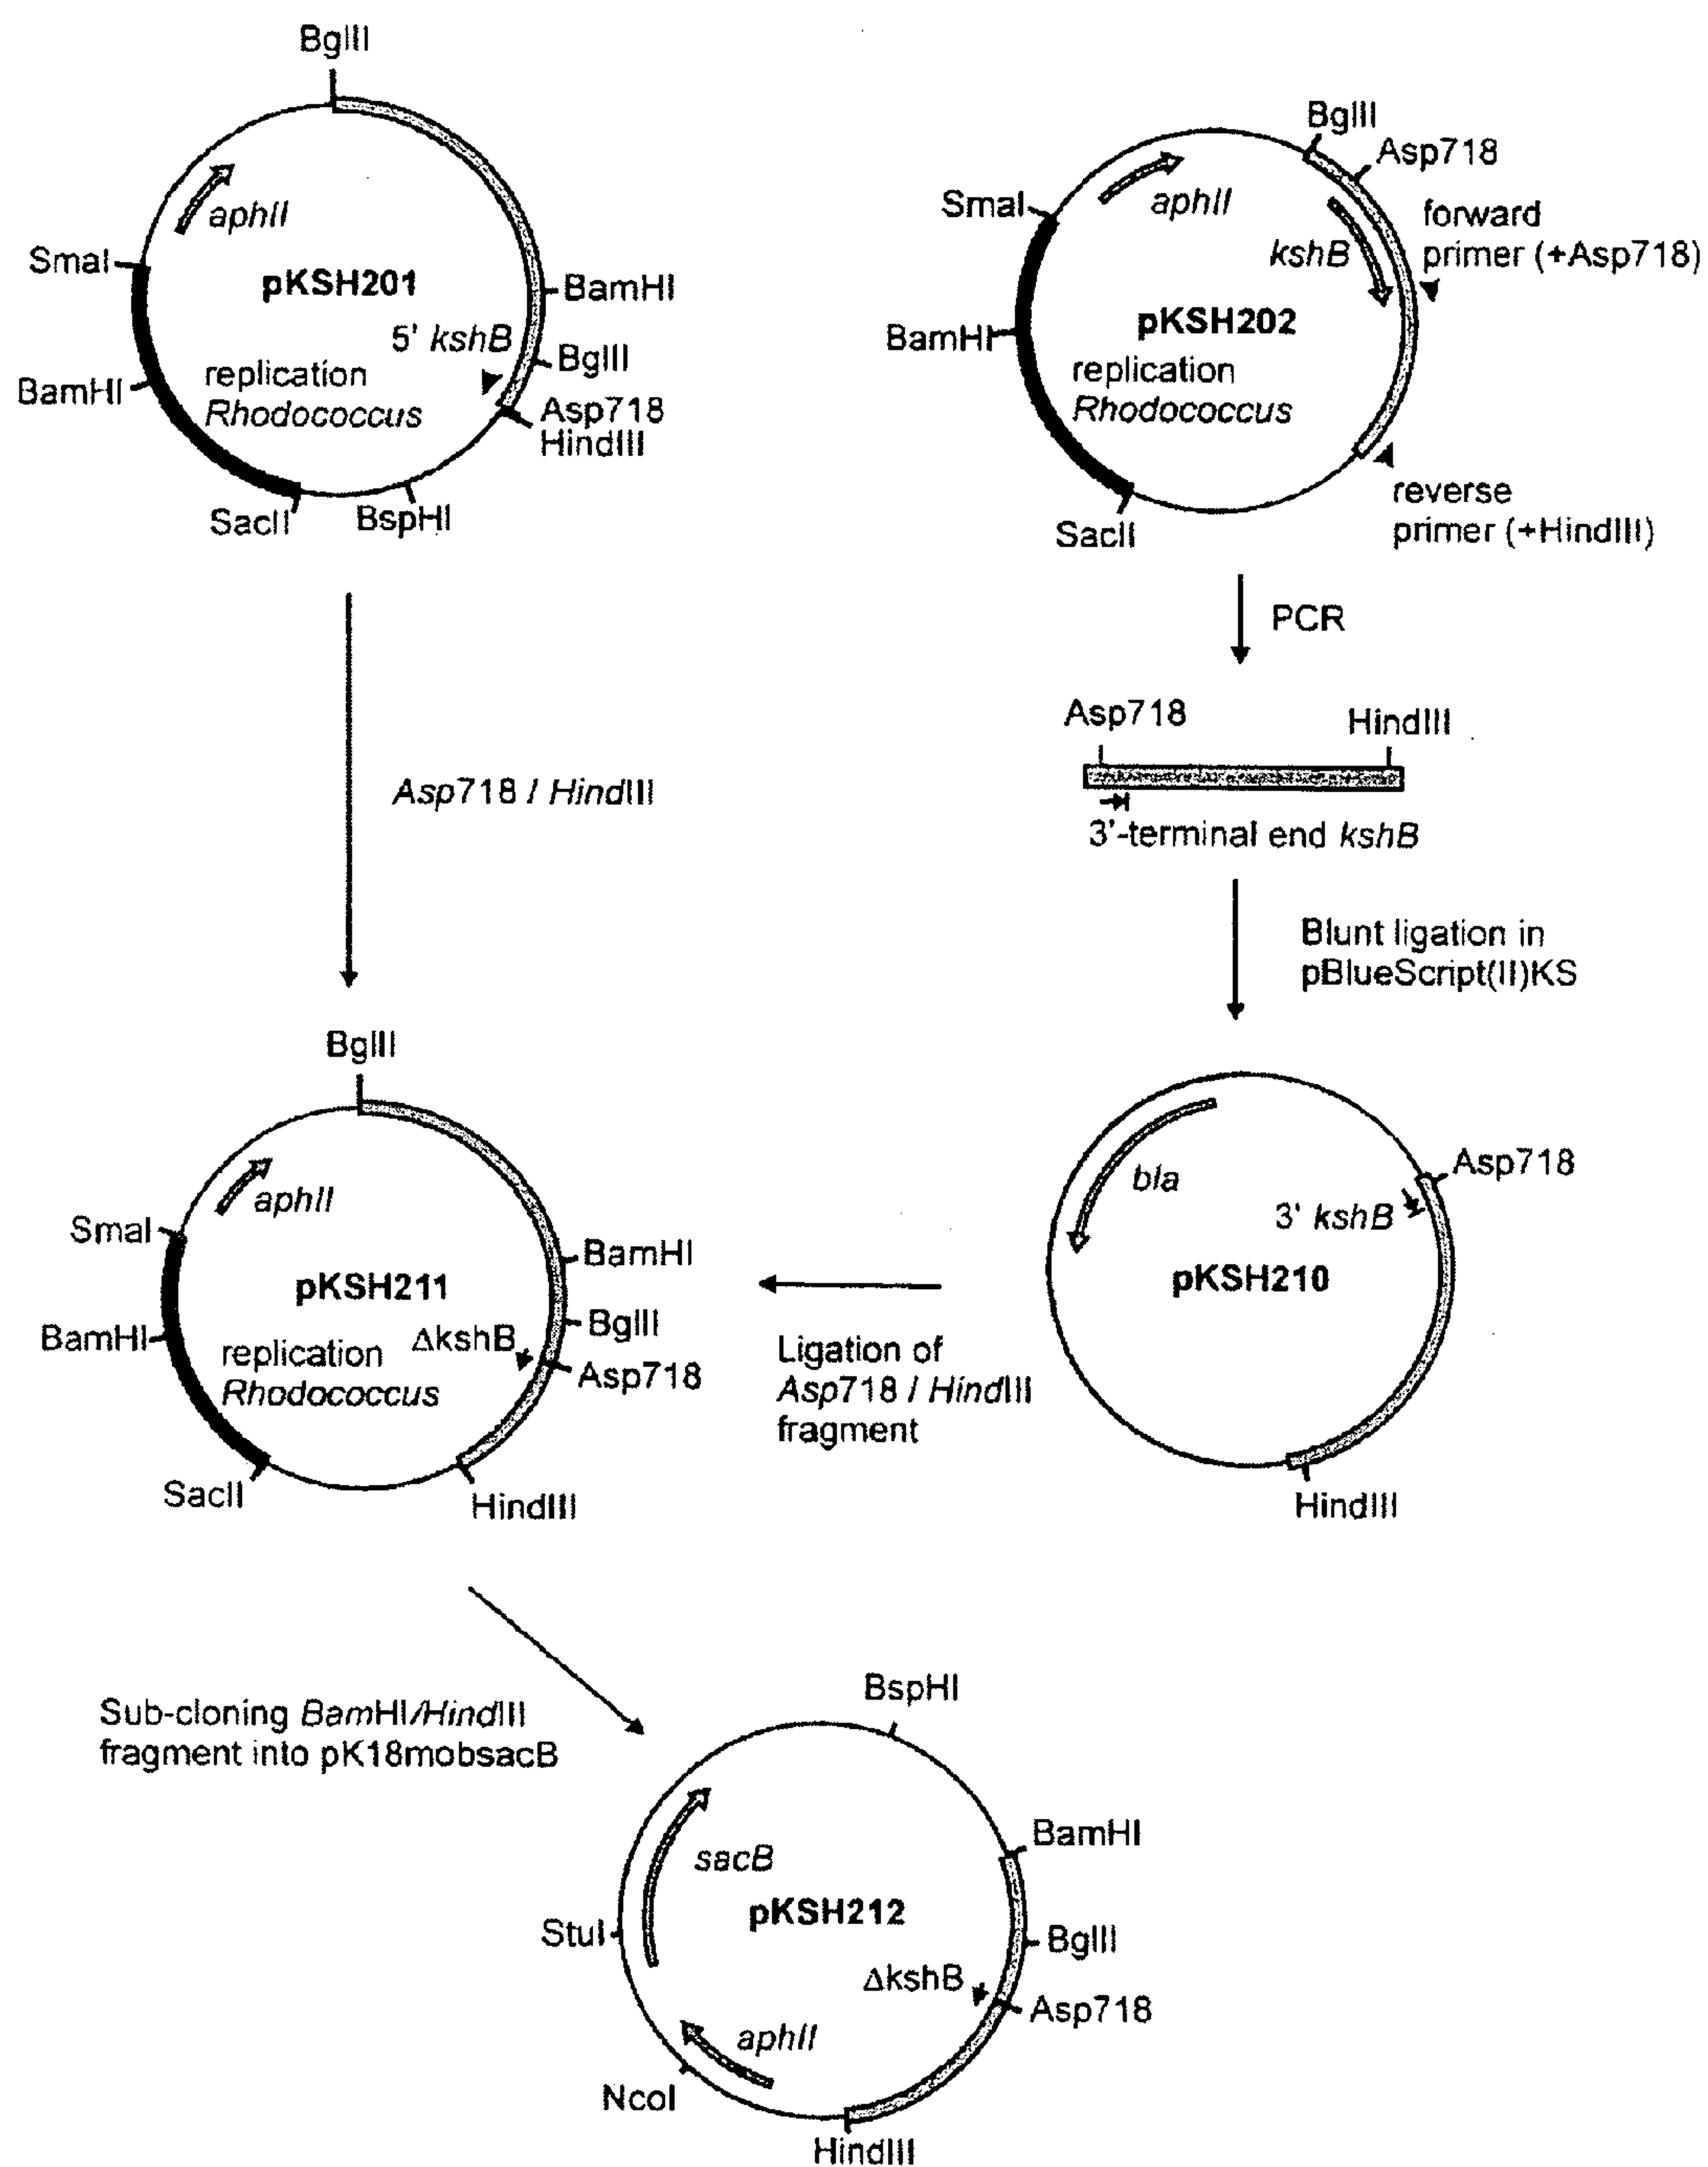 BglII
aphII
SmaI
pKSH201
BamHI
5' kshB
BglII
replication
Rhodococcus
BamHI
Asp718
HindIII
SacII
BspHI
BglII
Asp718
SmaI
aphII
forward
primer (+Asp718)
kshB
pKSH202
BamHI
replication
Rhodococcus
reverse
primer (+HindIII)
SacII
PCR
Asp718
HindIII
3'-terminal end kshB
Asp718 / HindIII
Blunt ligation in
pBlueScript(II)KS
BglII
aphII
SmaI
BamHI
pKSH211
BglII
BamHI
ΔkshB
replication
Rhodococcus
Asp718
SacII
HindIII
bla
Asp718
3' kshB
pKSH210
HindIII
Ligation of
Asp718 / HindIII
fragment
Sub-cloning BamHI/HindIII
fragment into pK18mobsacB
BspHI
BamHI
sacB
pKSH212
StuI
BglII
ΔkshB
Asp718
aphII
NcoI
HindIII